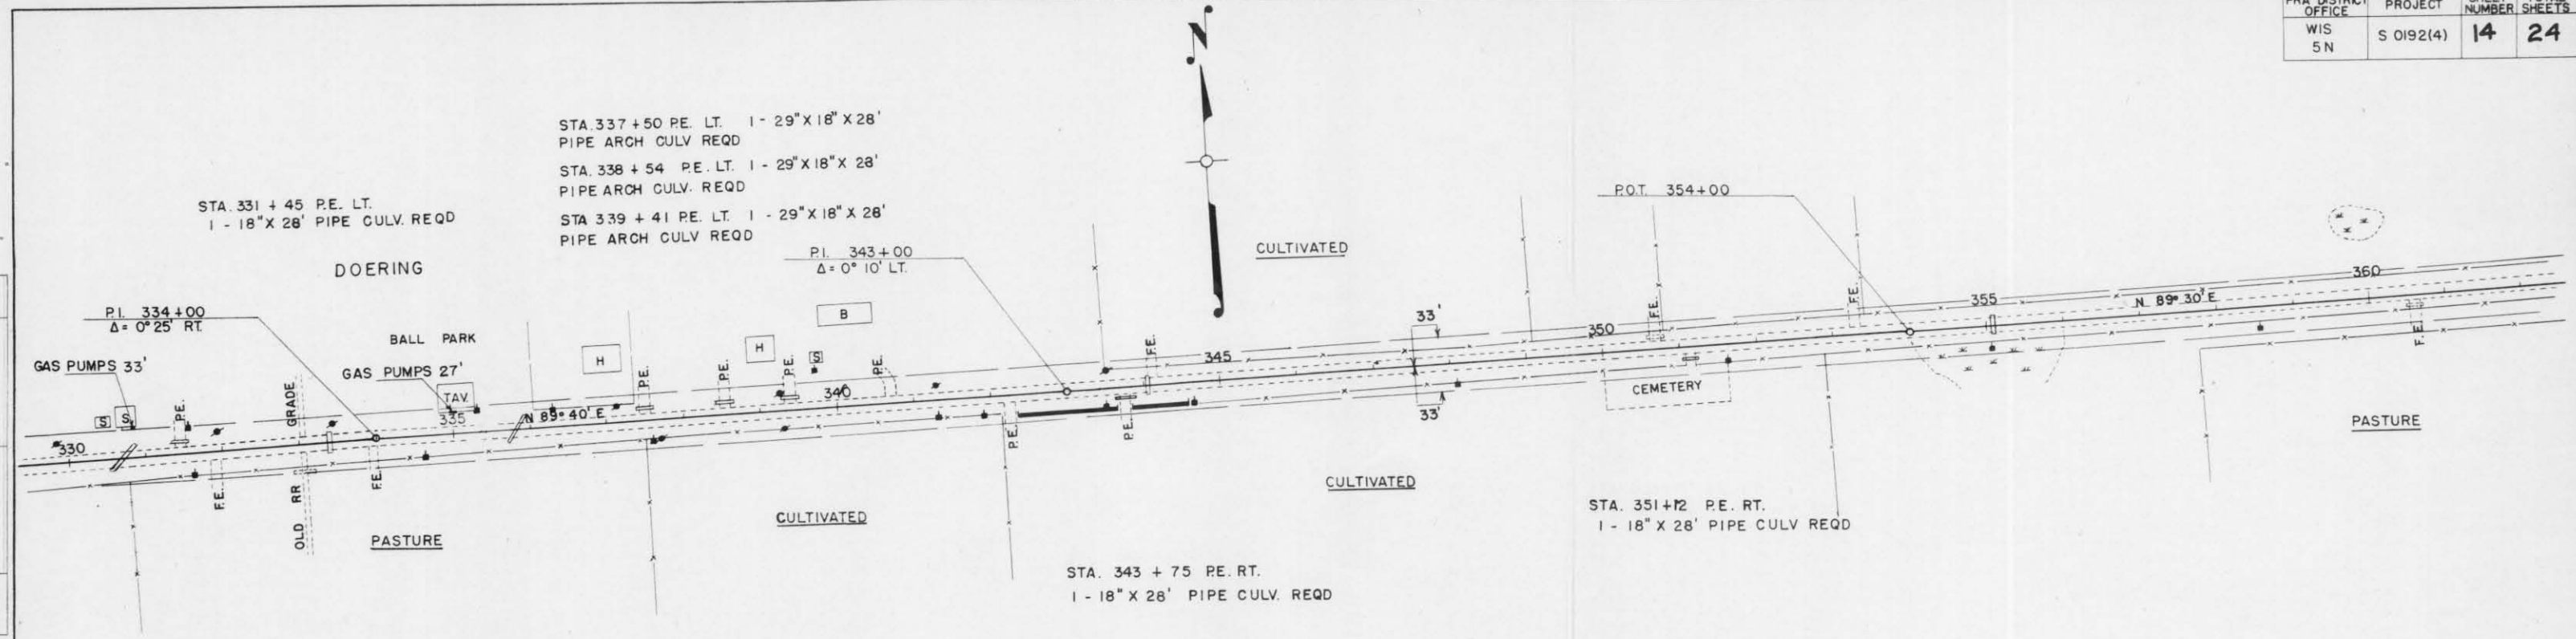 OFFICE
PROJECT
NUMBER
SHEETS
WIS
5 N
S 0192(4)
14
24
N
STA. 337 + 50 P.E. LT. 1 - 29" X 18" X 28'
PIPE ARCH CULV REQD
STA. 338 + 54 P.E. LT. 1 - 29" X 18" X 28'
PIPE ARCH CULV. REQD
STA 339 + 41 P.E. LT. 1 - 29" X 18" X 28'
PIPE ARCH CULV REQD
STA. 331 + 45 P.E. LT.
1 - 18" X 28' PIPE CULV. REQD
DOERING
P.I. 343+00
Δ= 0° 10' LT.
CULTIVATED
P.O.T. 354+00
P.I. 334+00
Δ= 0° 25' RT.
BALL PARK
GAS PUMPS 33'
GAS PUMPS 27'
TAV.
H
H
B
S
S
S
P.E.
P.E.
P.E.
P.E.
P.E.
F.E.
F.E.
F.E.
33'
33'
330
335
340
345
350
355
360
N 89° 40' E
N 89° 30' E
GRADE
OLD RR
F.E.
F.E.
P.E.
P.E.
F.E.
CEMETERY
PASTURE
CULTIVATED
CULTIVATED
PASTURE
STA. 351+12 P.E. RT.
1 - 18" X 28' PIPE CULV REQD
STA. 343 + 75 P.E. RT.
1 - 18" X 28' PIPE CULV. REQD